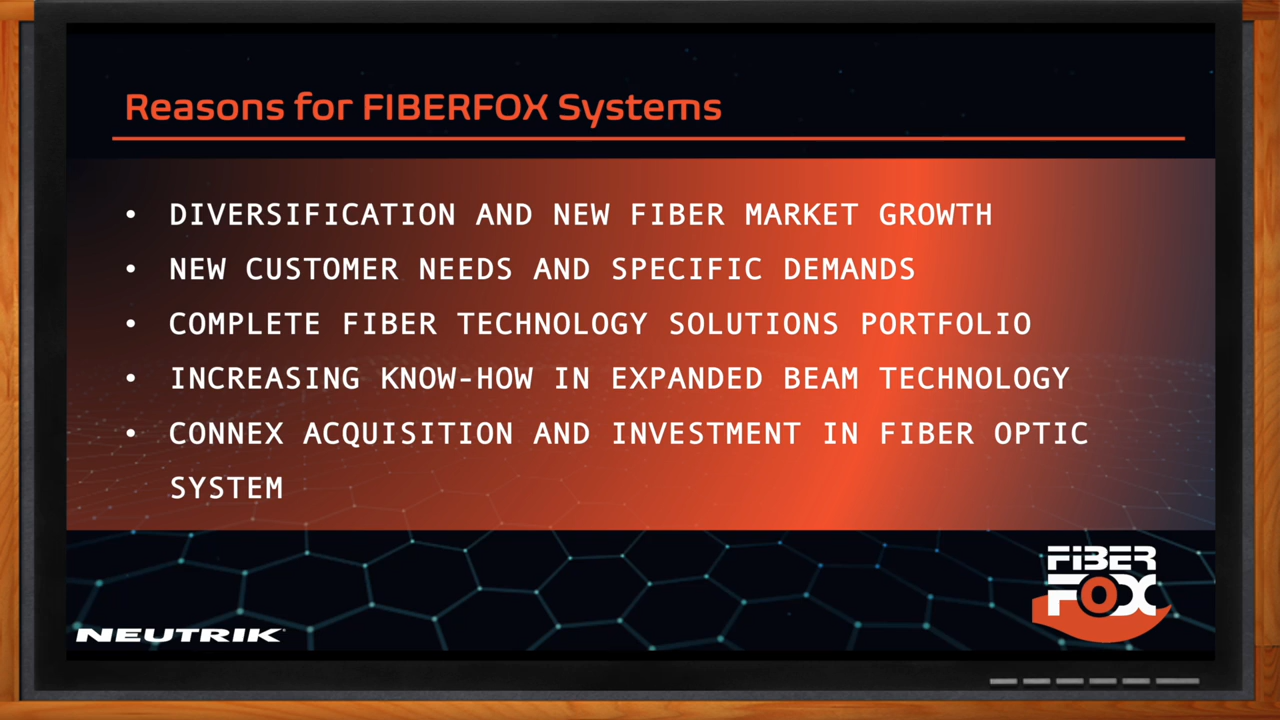 Reasons for FIBERFOX Systems
• DIVERSIFICATION AND NEW FIBER MARKET GROWTH
• NEW CUSTOMER NEEDS AND SPECIFIC DEMANDS
• COMPLETE FIBER TECHNOLOGY SOLUTIONS PORTFOLIO
• INCREASING KNOW-HOW IN EXPANDED BEAM TECHNOLOGY
• CONNEX ACQUISITION AND INVESTMENT IN FIBER OPTIC
SYSTEM
FIBER
FOX
NEUTRIK